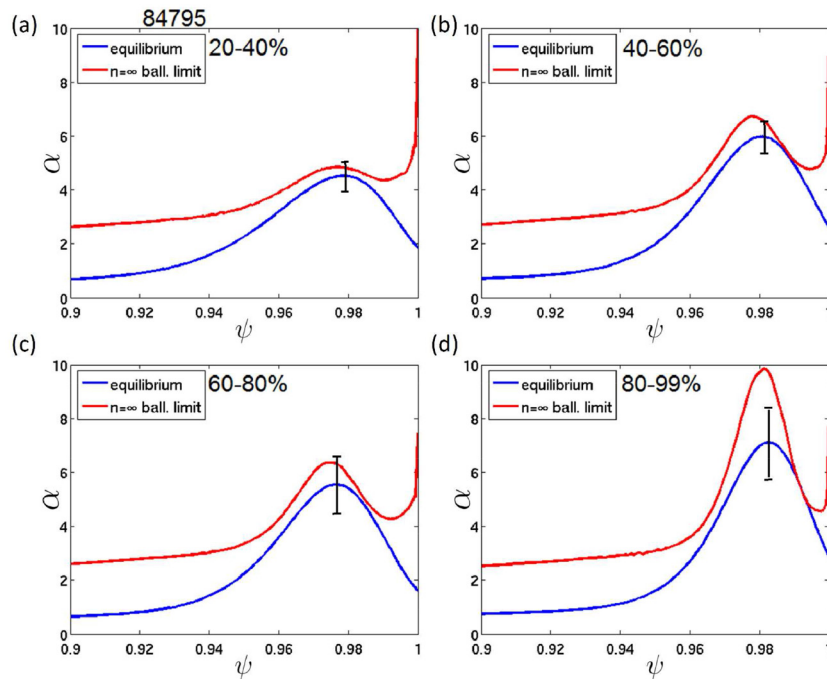 84795
(a)
equilibrium
n=∞ ball. limit
20-40%
10
8
6
4
2
0
α
0.9
0.92
0.94
0.96
0.98
1
ψ
(b)
equilibrium
n=∞ ball. limit
40-60%
10
8
6
4
2
0
α
0.9
0.92
0.94
0.96
0.98
1
ψ
(c)
equilibrium
n=∞ ball. limit
60-80%
10
8
6
4
2
0
α
0.9
0.92
0.94
0.96
0.98
1
ψ
(d)
equilibrium
n=∞ ball. limit
80-99%
10
8
6
4
2
0
α
0.9
0.92
0.94
0.96
0.98
ψ